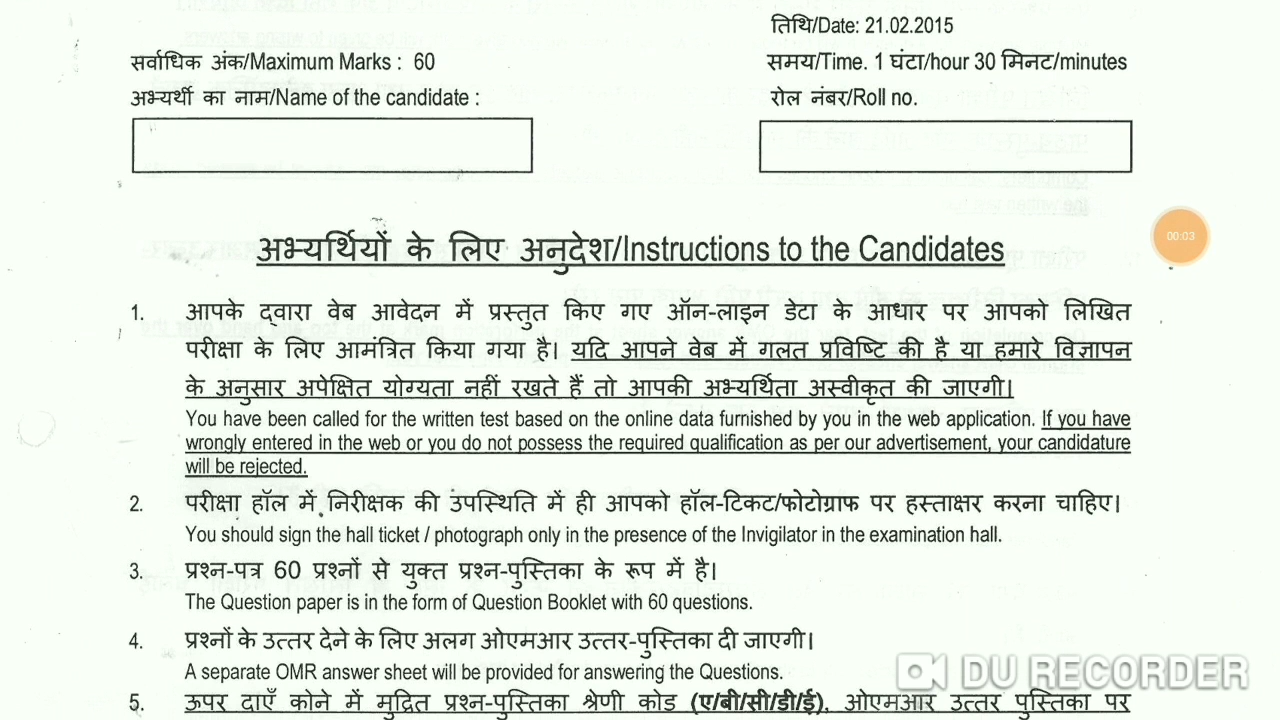 तिथि/Date: 21.02.2015
सर्वाधिक अंक/Maximum Marks : 60
समय/Time. 1 घंटा/hour 30 मिनट/minutes
अभ्यर्थी का नाम/Name of the candidate :
रोल नंबर/Roll no.
00:03
अभ्यर्थियों के लिए अनुदेश/Instructions to the Candidates
1. आपके द्वारा वेब आवेदन में प्रस्तुत किए गए ऑन-लाइन डेटा के आधार पर आपको लिखित
परीक्षा के लिए आमंत्रित किया गया है। यदि आपने वेब में गलत प्रविष्टि की है या हमारे विज्ञापन
के अनुसार अपेक्षित योग्यता नहीं रखते हैं तो आपकी अभ्यर्थिता अस्वीकृत की जाएगी।
You have been called for the written test based on the online data furnished by you in the web application. If you have
wrongly entered in the web or you do not possess the required qualification as per our advertisement, your candidature
will be rejected.
2. परीक्षा हॉल में निरीक्षक की उपस्थिति में ही आपको हॉल-टिकट/फोटोग्राफ पर हस्ताक्षर करना चाहिए।
You should sign the hall ticket / photograph only in the presence of the Invigilator in the examination hall.
3. प्रश्न-पत्र 60 प्रश्नों से युक्त प्रश्न-पुस्तिका के रूप में है।
The Question paper is in the form of Question Booklet with 60 questions.
4. प्रश्नों के उत्तर देने के लिए अलग ओएमआर उत्तर-पुस्तिका दी जाएगी।
A separate OMR answer sheet will be provided for answering the Questions.
DU RECORDER
5. ऊपर दाएँ कोने में मुद्रित प्रश्न-पुस्तिका श्रेणी कोड (ए/बी/सी/डी/ई), ओएमआर उत्तर पुस्तिका पर